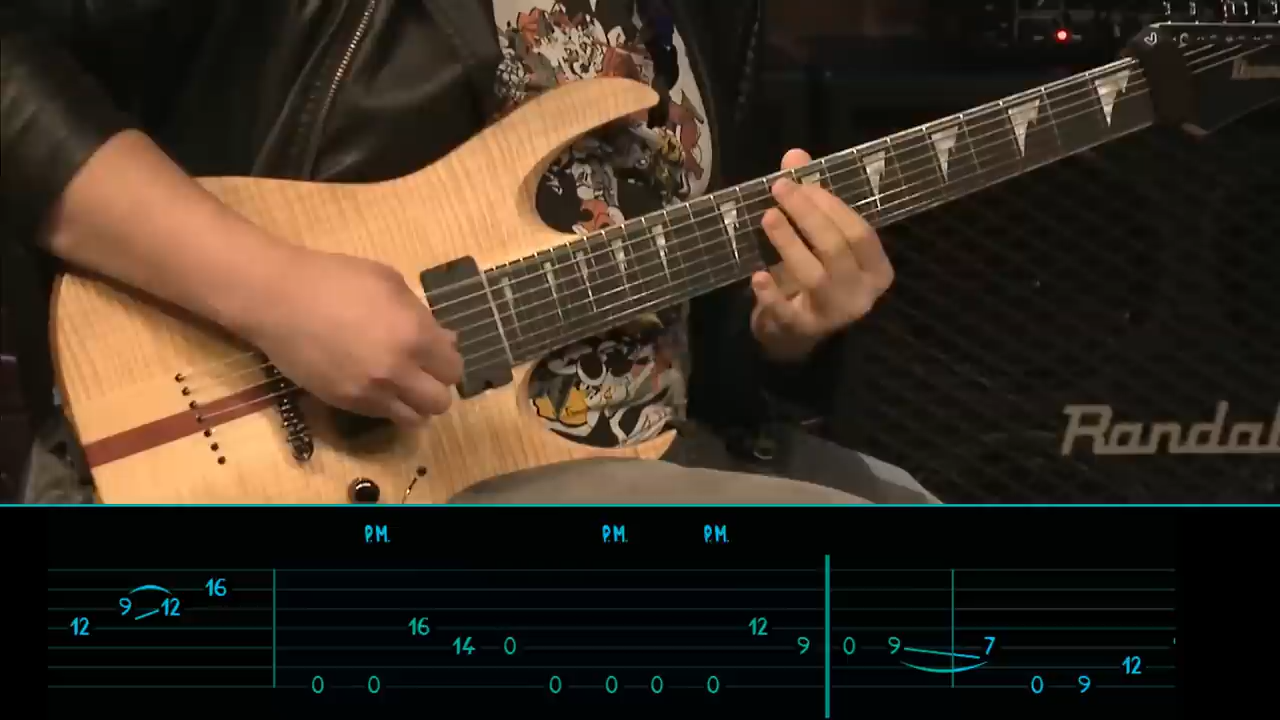 Randal
P.M. P.M. P.M.
16
9 12
12 16 12
14 0 9 0 9 7
12
0 0 0 0 0 0 0 9